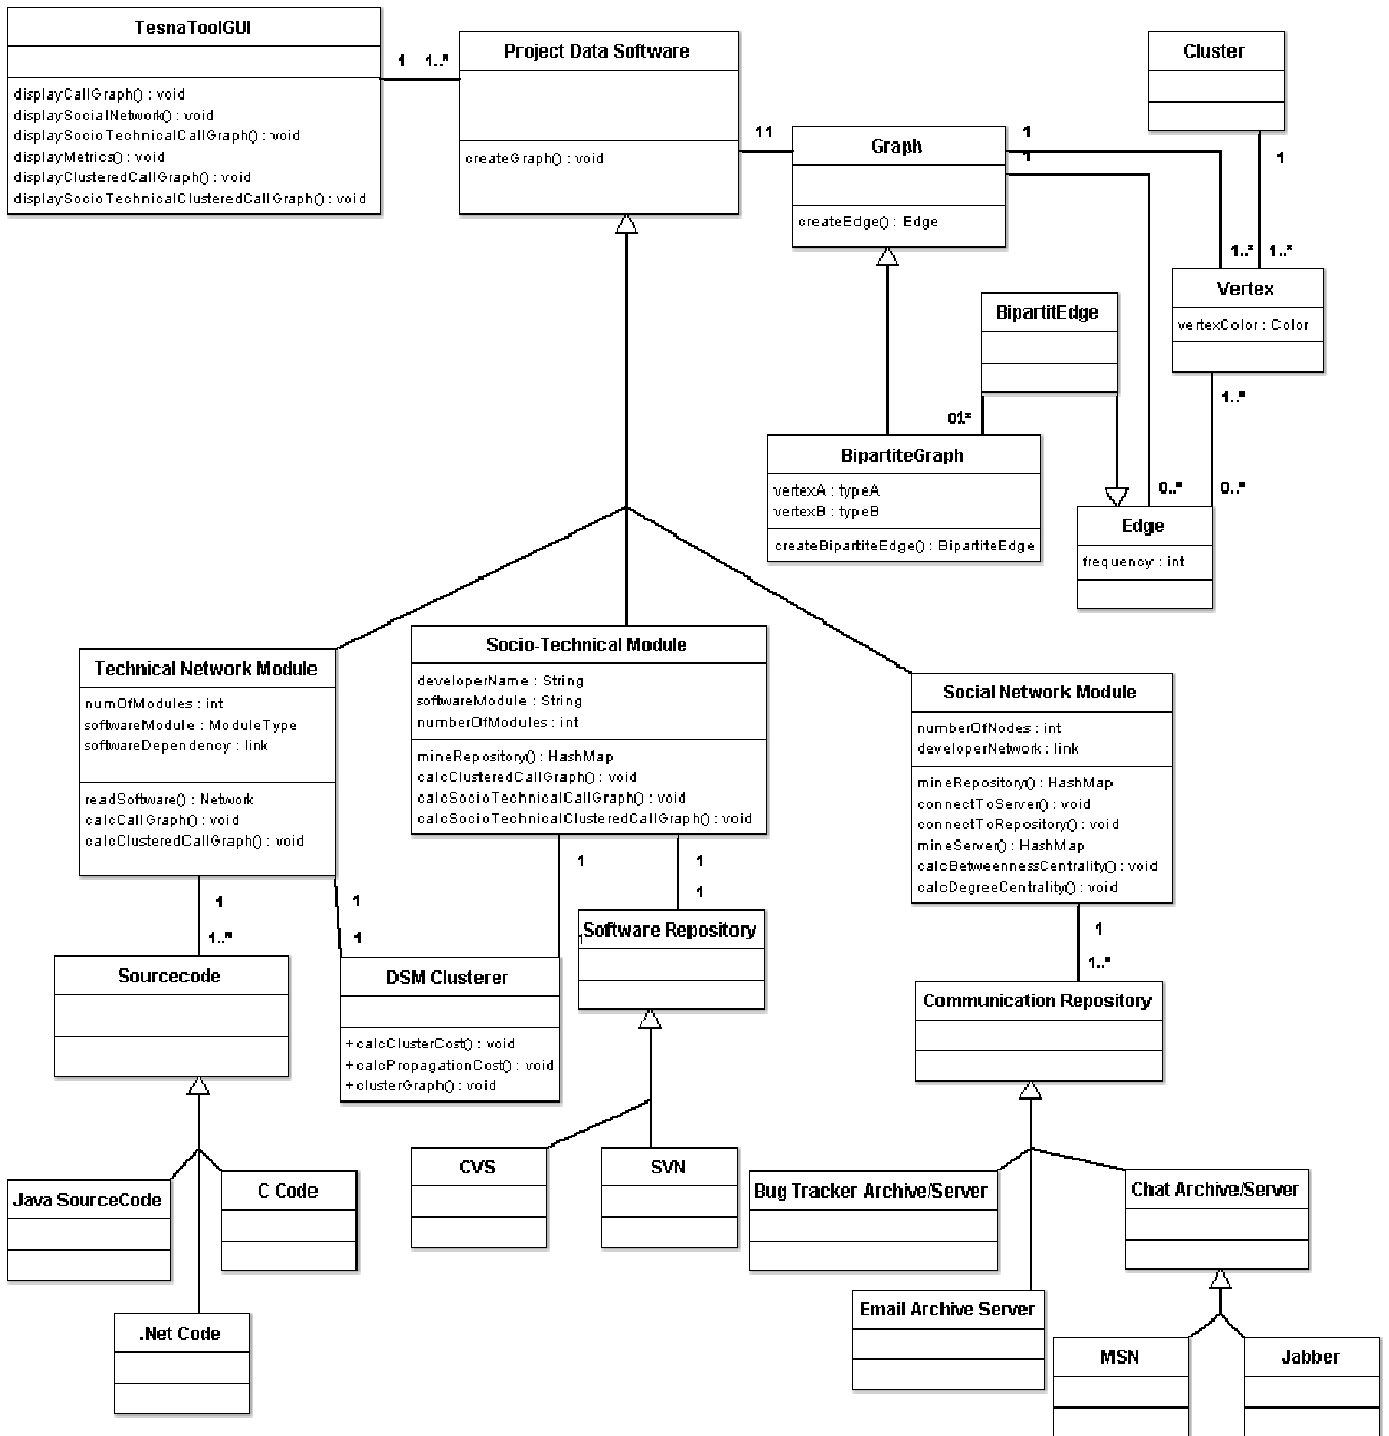 TesnaToolGUI
displayCallGraph() : void
displaySocialNetwork() : void
displaySocioTechnicalCallGraph() : void
displayMetrics() : void
displayClusteredCallGraph() : void
displaySocioTechnicalClusteredCallGraph() : void
1 1..*
Project Data Software
createGraph() : void
11
Graph
createEdge() : Edge
1
1
Cluster
1
1..* 1..*
Vertex
vertexColor : Color
1..*
0..* 0..*
BipartitEdge
01*
BipartiteGraph
vertexA : typeA
vertexB : typeB
createBipartiteEdge() : BipartiteEdge
Edge
frequency : int
Technical Network Module
numOfModules : int
softwareModule : ModuleType
softwareDependency : link
readSoftware() : Network
calcCallGraph() : void
calcClusteredCallGraph() : void
Socio-Technical Module
developerName : String
softwareModule : String
numberOfModules : int
mineRepository() : HashMap
calcClusteredCallGraph() : void
calcSocioTechnicalCallGraph() : void
calcSocioTechnicalClusteredCallGraph() : void
Social Network Module
numberOfNodes : int
developerNetwork : link
mineRepository() : HashMap
connectToServer() : void
connectToRepository() : void
mineServer() : HashMap
calcBetweennessCentrality() : void
calcDegreeCentrality() : void
1
1..*
1
1
1
1
1
1
1
1..*
Sourcecode
DSM Clusterer
+ calcClusterCost() : void
+ calcPropagationCost() : void
+ clusterGraph() : void
Software Repository
Communication Repository
Java SourceCode
C Code
.Net Code
CVS
SVN
Bug Tracker Archive/Server
Chat Archive/Server
Email Archive Server
MSN
Jabber